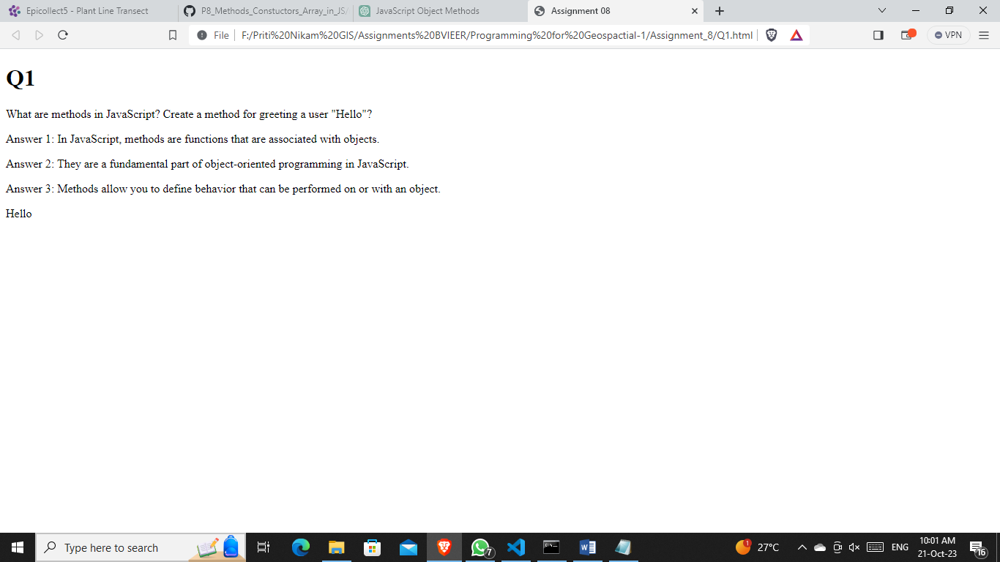 Epicollect5 - Plant Line Transect
P8_Methods_Constuctors_Array_in_JS/
JavaScript Object Methods
Assignment 08
File
F:/Priti%20Nikam%20GIS/Assignments%20BVIEER/Programming%20for%20Geospactial-1/Assignment_8/Q1.html
VPN
Q1
What are methods in JavaScript? Create a method for greeting a user "Hello"?
Answer 1: In JavaScript, methods are functions that are associated with objects.
Answer 2: They are a fundamental part of object-oriented programming in JavaScript.
Answer 3: Methods allow you to define behavior that can be performed on or with an object.
Hello
Type here to search
7
1
27°C
ENG
10:01 AM
21-Oct-23
16